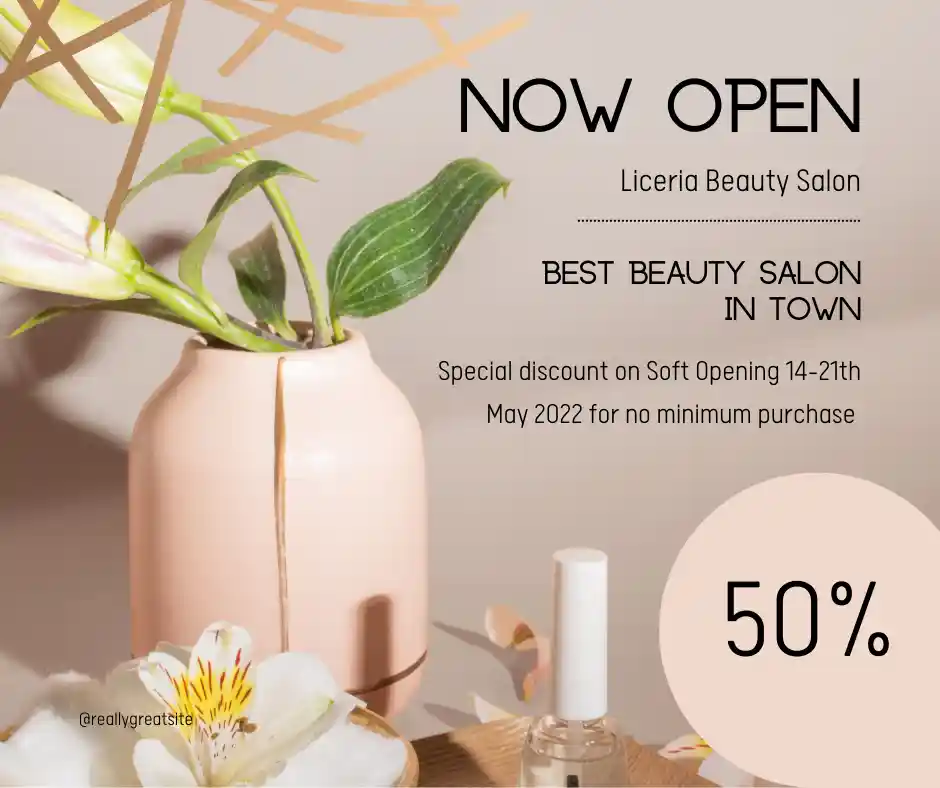 NOW OPEN
Liceria Beauty Salon
BEST BEAUTY SALON
IN TOWN
Special discount on Soft Opening 14-21th
May 2022 for no minimum purchase
50%
@reallygreatsite